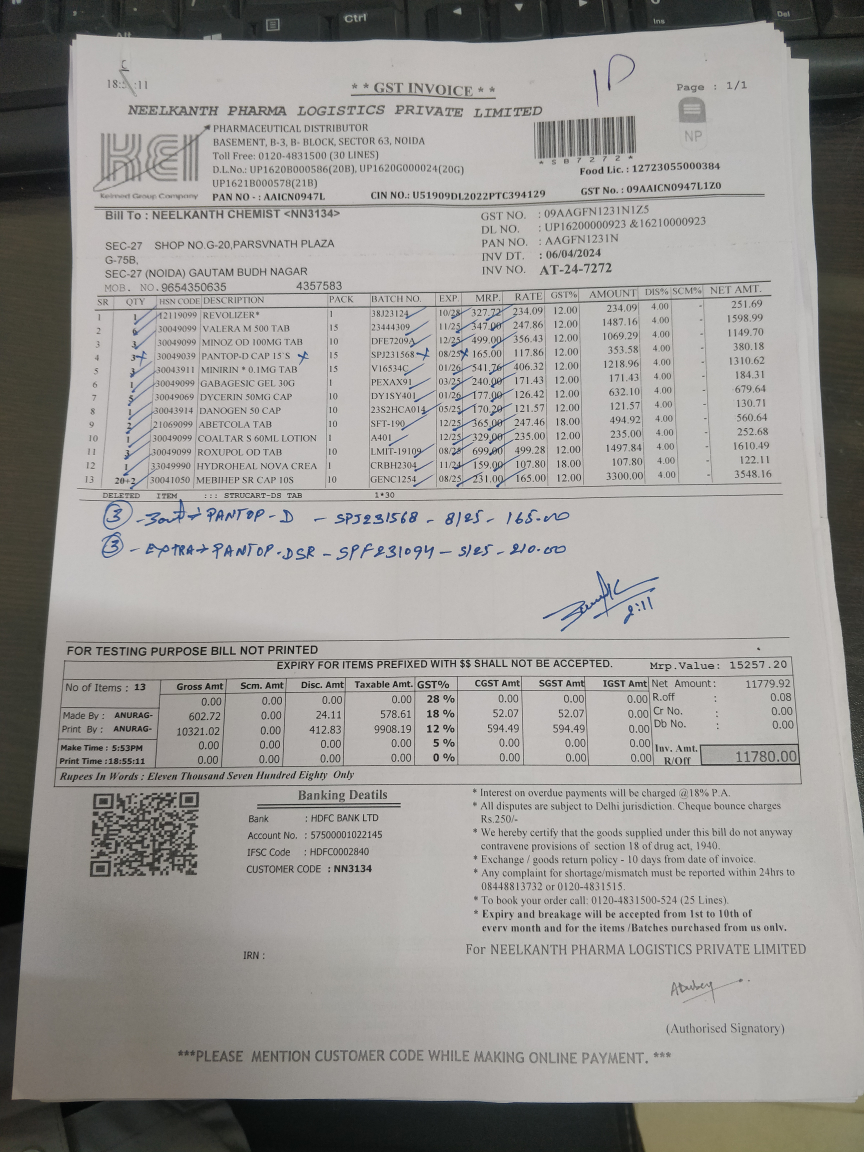 Ctrl
Ins
Del
18: :11
* * GST INVOICE * *
Page : 1/1
NEELKANTH PHARMA LOGISTICS PRIVATE LIMITED
NP
KEI
Keimed Group Company
PHARMACEUTICAL DISTRIBUTOR
BASEMENT, B-3, B- BLOCK, SECTOR 63, NOIDA
Toll Free: 0120-4831500 (30 LINES)
D.L.No.: UP1620B000586(20B), UP1620G000024(20G)
UP1621B000578(21B)
PAN NO - : AAICN0947L
CIN NO.: U51909DL2022PTC394129
*SB7272*
Food Lic. : 12723055000384
GST No. : 09AAICN0947L1Z0
Bill To : NEELKANTH CHEMIST <NN3134>
SEC-27 SHOP NO.G-20,PARSVNATH PLAZA
G-75B,
SEC-27 (NOIDA) GAUTAM BUDH NAGAR
MOB. NO.9654350635 4357583
GST NO. : 09AAGFN1231N1Z5
DL NO. : UP16200000923 &16210000923
PAN NO. : AAGFN1231N
INV DT. : 06/04/2024
INV NO. AT-24-7272
SR QTY HSN CODE DESCRIPTION PACK BATCH NO. EXP. MRP. RATE GST% AMOUNT DIS% SCM% NET AMT.
1 1 12119099 REVOLIZER* 1 38J23124 10/28 327.72 234.09 12.00 234.09 4.00 - 251.69
2 6 30049099 VALERA M 500 TAB 15 23444309 11/25 347.00 247.86 12.00 1487.16 4.00 - 1598.99
3 3 30049099 MINOZ OD 100MG TAB 10 DFE7209A 12/25 499.00 356.43 12.00 1069.29 4.00 - 1149.70
4 3 30049039 PANTOP-D CAP 15`S 15 SPJ231568 08/25 165.00 117.86 12.00 353.58 4.00 - 380.18
5 3 30043911 MINIRIN * 0.1MG TAB 15 V16534C 01/26 541.76 406.32 12.00 1218.96 4.00 - 1310.62
6 1 30049099 GABAGESIC GEL 30G 1 PEXAX91 03/25 240.00 171.43 12.00 171.43 4.00 - 184.31
7 5 30049069 DYCERIN 50MG CAP 10 DY1SY401 01/26 177.00 126.42 12.00 632.10 4.00 - 679.64
8 1 30043914 DANOGEN 50 CAP 10 23S2HCA014 05/25 170.20 121.57 12.00 121.57 4.00 - 130.71
9 2 21069099 ABETCOLA TAB 10 SFT-190 12/25 365.00 247.46 18.00 494.92 4.00 - 560.64
10 1 30049099 COALTAR S 60ML LOTION 1 A401 12/25 329.00 235.00 12.00 235.00 4.00 - 252.68
11 3 30049099 ROXUPOL OD TAB 10 LMIT-19109 08/25 699.00 499.28 12.00 1497.84 4.00 - 1610.49
12 1 33049990 HYDROHEAL NOVA CREA 1 CRBH2304 11/24 159.00 107.80 18.00 107.80 4.00 - 122.11
13 20+2 30041050 MEBIHEP SR CAP 10S 10 GENC1254 08/25 231.00 165.00 12.00 3300.00 4.00 - 3548.16
DELETED ITEM ::: STRUCART-DS TAB 1*30
③ - → PANTOP-D - SPJ231568 - 8/25 - 165.00
③ - EXTRA → PANTOP-DSR - SPF231094 - 5/25 - 210.00
2:11
FOR TESTING PURPOSE BILL NOT PRINTED
EXPIRY FOR ITEMS PREFIXED WITH $$ SHALL NOT BE ACCEPTED.
Mrp.Value: 15257.20
No of Items : 13 Gross Amt Scm. Amt Disc. Amt Taxable Amt. GST% CGST Amt SGST Amt IGST Amt Net Amount: 11779.92
0.00 0.00 0.00 0.00 28 % 0.00 0.00 0.00 R.off : 0.08
Made By : ANURAG- 602.72 0.00 24.11 578.61 18 % 52.07 52.07 0.00 Cr No. : 0.00
Print By : ANURAG- 10321.02 0.00 412.83 9908.19 12 % 594.49 594.49 0.00 Db No. : 0.00
Make Time : 5:53PM 0.00 0.00 0.00 0.00 5 % 0.00 0.00 0.00
Print Time :18:55:11 0.00 0.00 0.00 0.00 0 % 0.00 0.00 0.00 Inv. Amt. R/Off 11780.00
Rupees In Words : Eleven Thousand Seven Hundred Eighty Only
Banking Deatils
Bank : HDFC BANK LTD
Account No. : 57500001022145
IFSC Code : HDFC0002840
CUSTOMER CODE : NN3134
IRN :
* Interest on overdue payments will be charged @18% P.A.
* All disputes are subject to Delhi jurisdiction. Cheque bounce charges
Rs.250/-
* We hereby certify that the goods supplied under this bill do not anyway
contravene provisions of section 18 of drug act, 1940.
* Exchange / goods return policy - 10 days from date of invoice.
* Any complaint for shortage/mismatch must be reported within 24hrs to
08448813732 or 0120-4831515.
* To book your order call: 0120-4831500-524 (25 Lines).
* Expiry and breakage will be accepted from 1st to 10th of
every month and for the items /Batches purchased from us only.
For NEELKANTH PHARMA LOGISTICS PRIVATE LIMITED
(Authorised Signatory)
***PLEASE MENTION CUSTOMER CODE WHILE MAKING ONLINE PAYMENT. ***